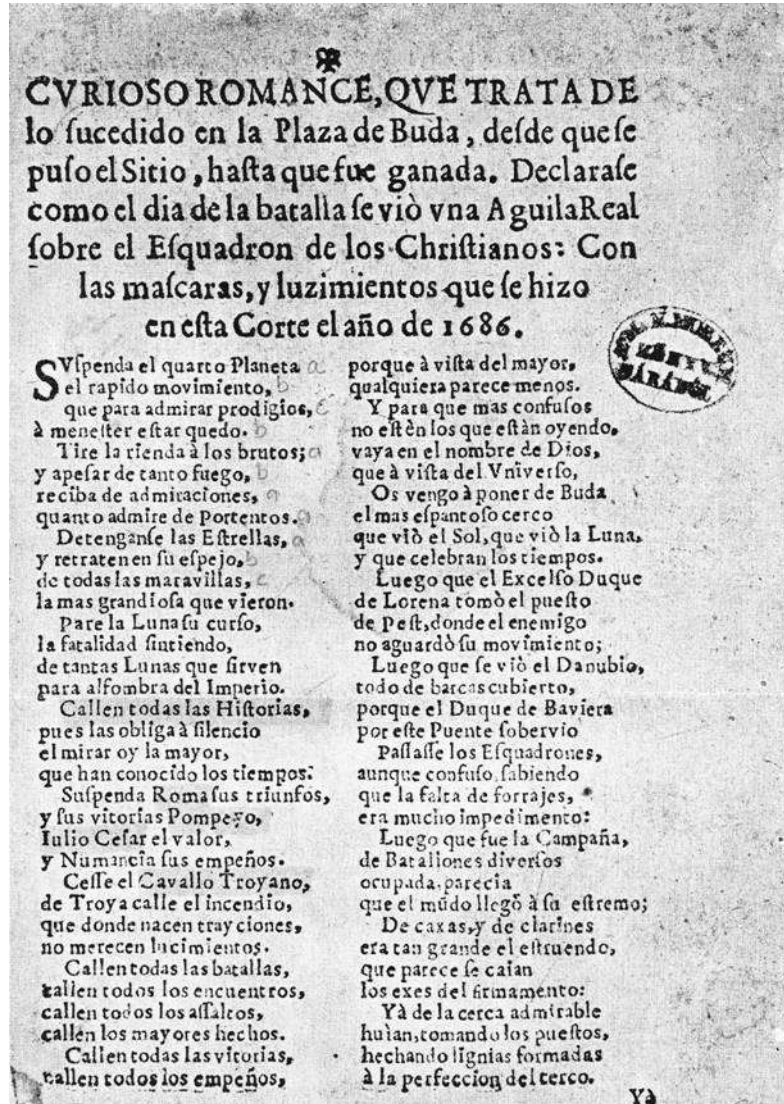 CVRIOSO ROMANCE, QVE TRATA DE
lo ſucedido en la Plaza de Buda, deſde que ſe
puſo el Sitio, haſta que fue ganada. Declaraſe
como el dia de la batalla ſe viò vna Aguila Real
ſobre el Eſquadron de los Chriſtianos: Con
las maſcaras, y luzimientos que ſe hizo
en eſta Corte el año de 1686.
SVſpenda el quarto Planeta
el rapido movimiento,
que para admirar prodigios,
à meneſter eſtar quedo.
Tire la rienda à los brutos;
y apeſar de tanto fuego,
reciba de admiraciones,
quanto admire de Portentos.
Detenganſe las Eſtrellas,
y retraten en ſu eſpejo,
de todas las maravillas,
la mas grandioſa que vieron.
Pare la Luna ſu curſo,
la fatalidad ſintiendo,
de tantas Lunas que ſirven
para alfombra del Imperio.
Callen todas las Hiſtorias,
pues las obliga à ſilencio
el mirar oy la mayor,
que han conocido los tiempos.
Suſpenda Roma ſus triunfos,
y ſus vitorias Pompeyo,
Iulio Ceſar el valor,
y Numancia ſus empeños.
Ceſſe el Cavallo Troyano,
de Troya calle el incendio,
que donde nacen trayciones,
no merecen lucimientos.
Callen todas las batallas,
callen todos los encuentros,
callen todos los aſſaltos,
callen los mayores hechos.
Callen todas las vitorias,
callen todos los empeños,
porque à viſta del mayor,
qualquiera parece menos.
Y para que mas confuſos
no eſtèn los que eſtàn oyendo,
vaya en el nombre de Dios,
que à viſta del Vniverſo,
Os vengo à poner de Buda
el mas eſpantoſo cerco
que viò el Sol, que viò la Luna,
y que celebran los tiempos.
Luego que el Excelſo Duque
de Lorena tomò el pueſto
de Peſt, donde el enemigo
no aguardò ſu movimiento;
Luego que ſe viò el Danubio,
todo de barcas cubierto,
porque el Duque de Baviera
por eſte Puente ſobervio
Paſſaſſe los Eſquadrones,
aunque confuſo, ſabiendo
que la falta de forrajes,
era mucho impedimento:
Luego que fue la Campaña,
de Batallones diverſos
ocupada, parecia
que el mũdo llegò à ſu eſtremo;
De caxas, y de clarines
era tan grande el eſtruendo,
que parece ſe caìan
los exes del firmamento:
Yà de la cerca admirable
huìan, tomando los pueſtos,
hechando lignias formadas
à la perfeccion del cerco.
Yà